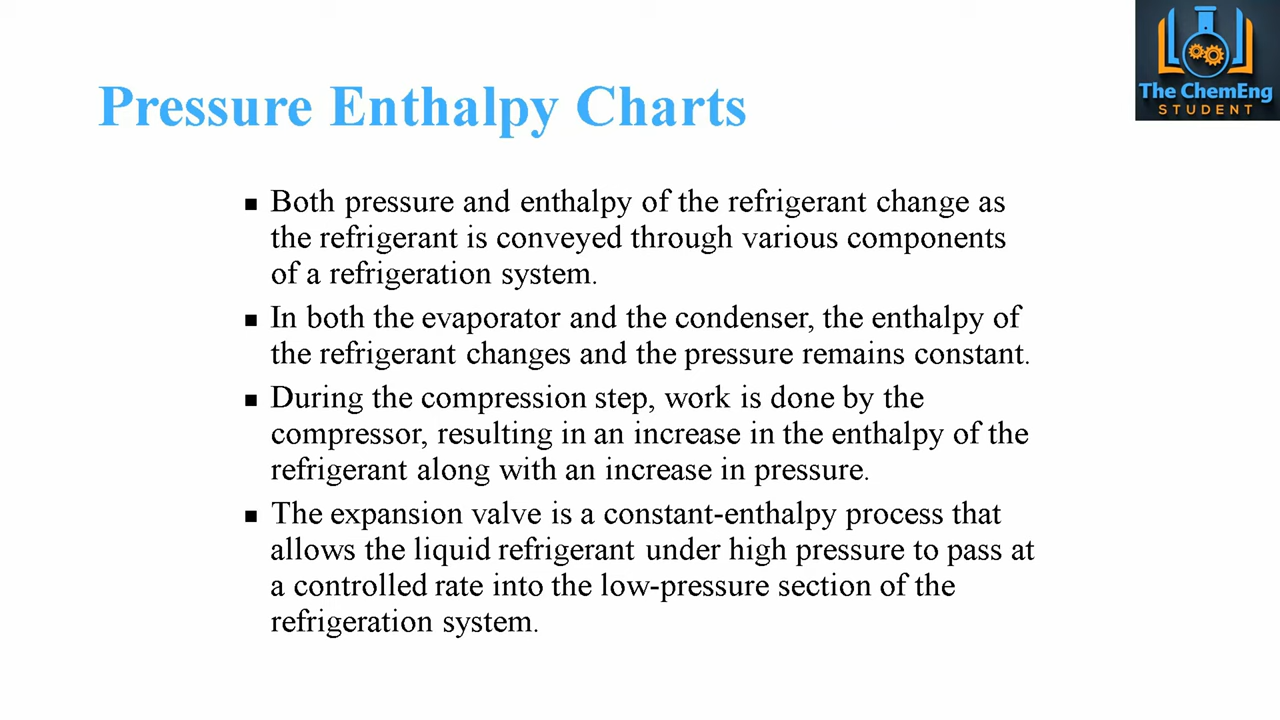 The ChemEng
STUDENT
Pressure Enthalpy Charts
▪ Both pressure and enthalpy of the refrigerant change as
the refrigerant is conveyed through various components
of a refrigeration system.
▪ In both the evaporator and the condenser, the enthalpy of
the refrigerant changes and the pressure remains constant.
▪ During the compression step, work is done by the
compressor, resulting in an increase in the enthalpy of the
refrigerant along with an increase in pressure.
▪ The expansion valve is a constant-enthalpy process that
allows the liquid refrigerant under high pressure to pass at
a controlled rate into the low-pressure section of the
refrigeration system.